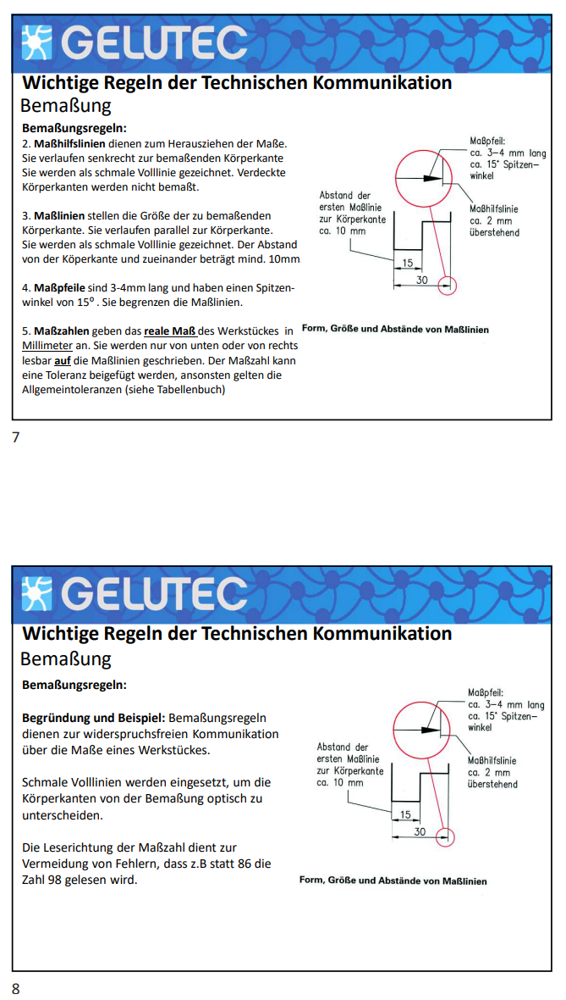 GELUTEC
Wichtige Regeln der Technischen Kommunikation
Bemaßung
Bemaßungsregeln:
2. Maßhilfslinien dienen zum Herausziehen der Maße.
Sie verlaufen senkrecht zur bemaßenden Körperkante
Sie werden als schmale Volllinie gezeichnet. Verdeckte
Körperkanten werden nicht bemaßt.
3. Maßlinien stellen die Größe der zu bemaßenden
Körperkante. Sie verlaufen parallel zur Körperkante.
Sie werden als schmale Volllinie gezeichnet. Der Abstand
von der Köperkante und zueinander beträgt mind. 10mm
4. Maßpfeile sind 3-4mm lang und haben einen Spitzen-
winkel von 15° . Sie begrenzen die Maßlinien.
5. Maßzahlen geben das reale Maß des Werkstückes in
Millimeter an. Sie werden nur von unten oder von rechts
lesbar auf die Maßlinien geschrieben. Der Maßzahl kann
eine Toleranz beigefügt werden, ansonsten gelten die
Allgemeintoleranzen (siehe Tabellenbuch)
Maßpfeil:
ca. 3–4 mm lang
ca. 15° Spitzen–
winkel
Abstand der
ersten Maßlinie
zur Körperkante
ca. 10 mm
Maßhilfslinie
ca. 2 mm
überstehend
15
30
Form, Größe und Abstände von Maßlinien
7
GELUTEC
Wichtige Regeln der Technischen Kommunikation
Bemaßung
Bemaßungsregeln:
Begründung und Beispiel: Bemaßungsregeln
dienen zur widerspruchsfreien Kommunikation
über die Maße eines Werkstückes.
Schmale Volllinien werden eingesetzt, um die
Körperkanten von der Bemaßung optisch zu
unterscheiden.
Die Leserichtung der Maßzahl dient zur
Vermeidung von Fehlern, dass z.B statt 86 die
Zahl 98 gelesen wird.
Maßpfeil:
ca. 3–4 mm lang
ca. 15° Spitzen–
winkel
Abstand der
ersten Maßlinie
zur Körperkante
ca. 10 mm
Maßhilfslinie
ca. 2 mm
überstehend
15
30
Form, Größe und Abstände von Maßlinien
8